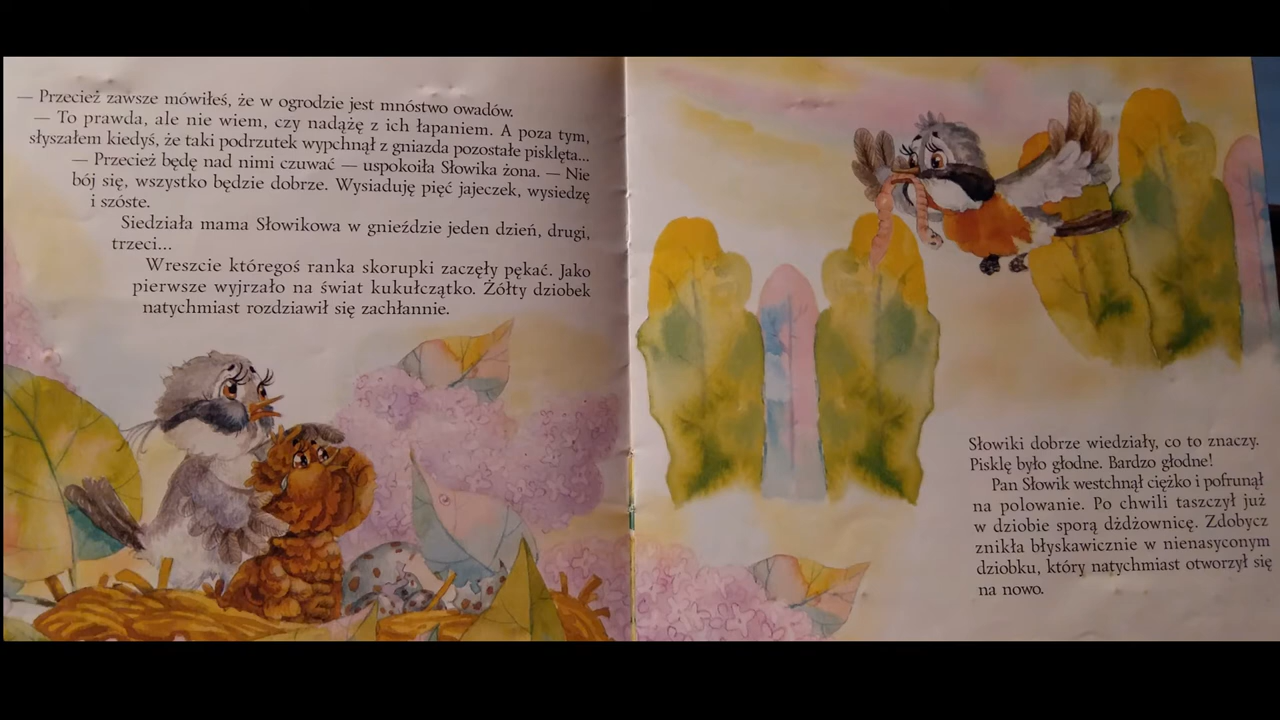 — Przecież zawsze mówiłeś, że w ogrodzie jest mnóstwo owadów.
— To prawda, ale nie wiem, czy nadążę z ich łapaniem. A poza tym,
słyszałem kiedyś, że taki podrzutek wypchnął z gniazda pozostałe pisklęta...
— Przecież będę nad nimi czuwać — uspokoiła Słowika żona. — Nie
bój się, wszystko będzie dobrze. Wysiaduję pięć jajeczek, wysiedzę
i szóste.
Siedziała mama Słowikowa w gnieździe jeden dzień, drugi,
trzeci...
Wreszcie któregoś ranka skorupki zaczęły pękać. Jako
pierwsze wyjrzało na świat kukułczątko. Żółty dziobek
natychmiast rozdziawił się zachłannie.
Słowiki dobrze wiedziały, co to znaczy.
Pisklę było głodne. Bardzo głodne!
Pan Słowik westchnął ciężko i pofrunął
na polowanie. Po chwili taszczył już
w dziobie sporą dżdżownicę. Zdobycz
znikła błyskawicznie w nienasyconym
dziobku, który natychmiast otworzył się
na nowo.